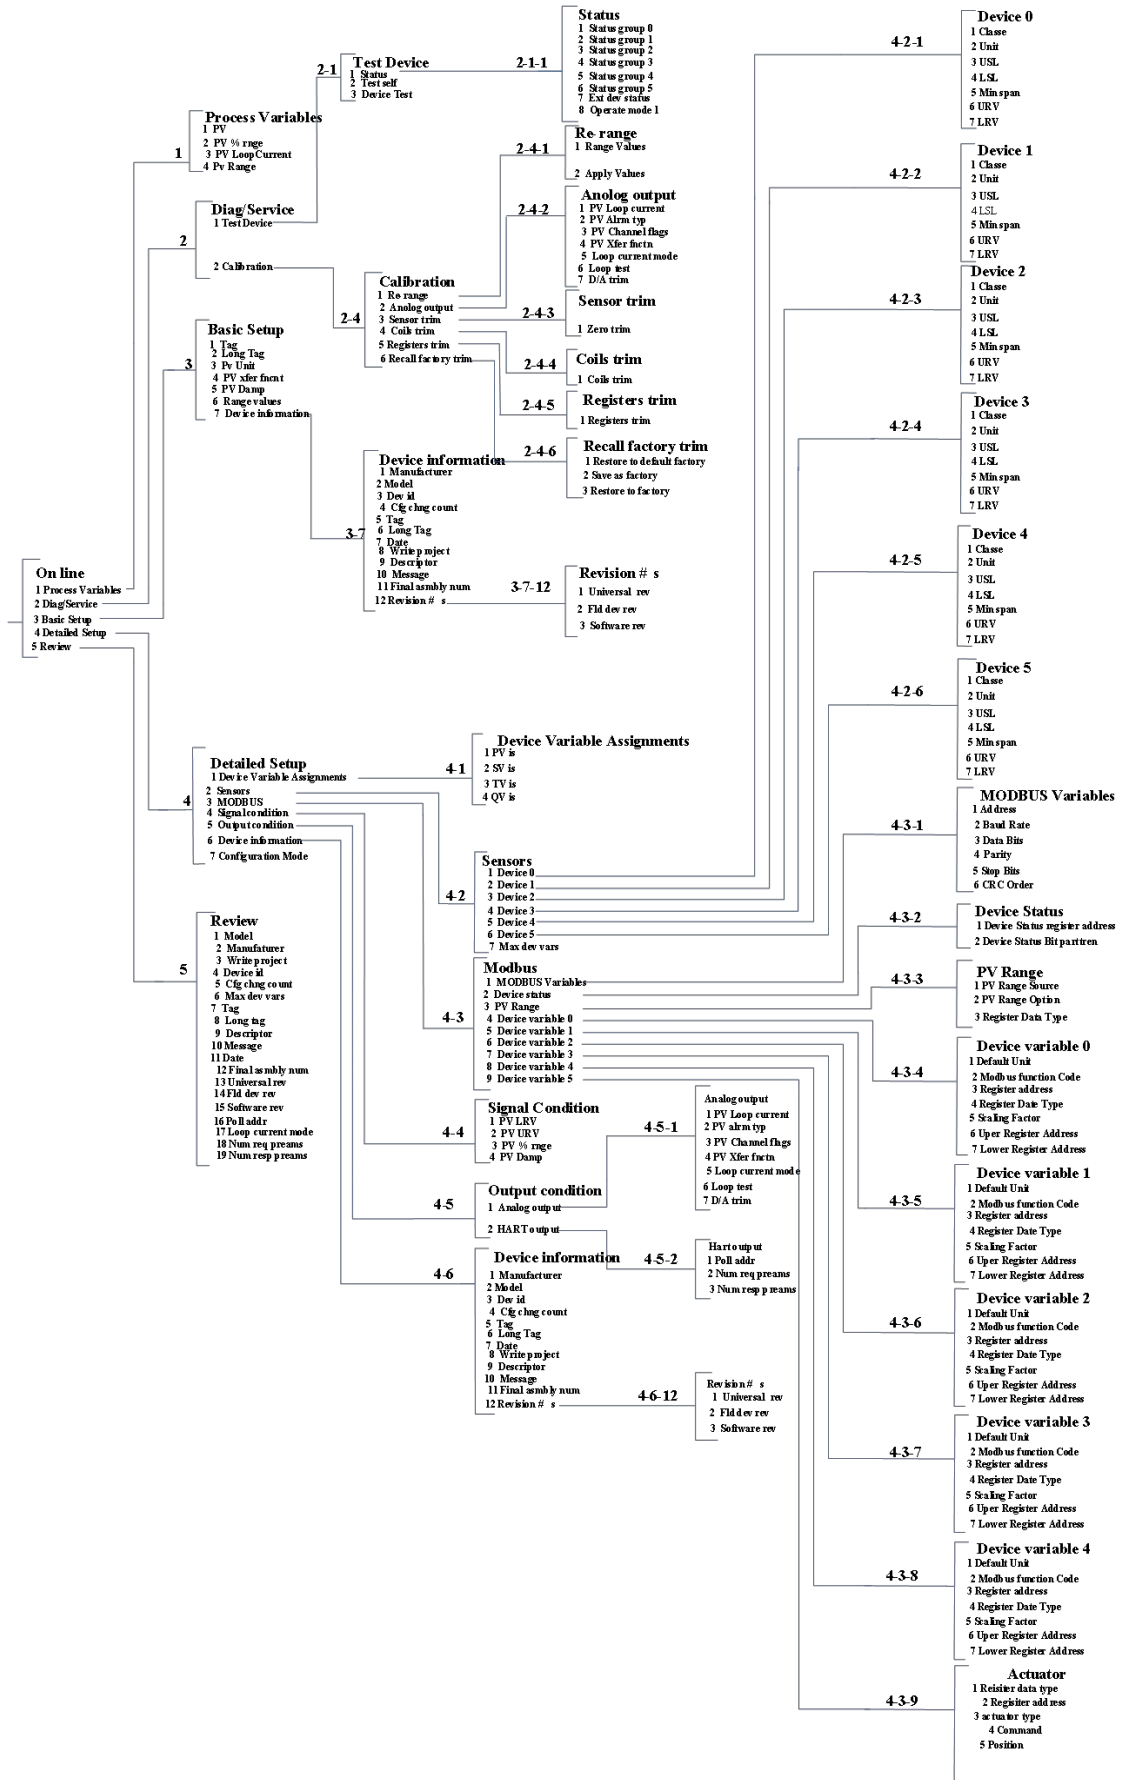 On line
1 Process Variables
2 Diag/Service
3 Basic Setup
4 Detailed Setup
5 Review
1
Process Variables
1 PV
2 PV % rnge
3 PV Loop Current
4 Pv Range
2
Diag/Service
1 Test Device
2 Calibration
2-1
Test Device
1 Status
2 Test self
3 Device Test
2-1-1
Status
1 Status group 0
2 Status group 1
3 Status group 2
4 Status group 3
5 Status group 4
6 Status group 5
7 Ext dev status
8 Operate mode 1
2-4
Calibration
1 Re-range
2 Anolog output
3 Sensor trim
4 Coils trim
5 Registers trim
6 Recall factory trim
2-4-1
Re-range
1 Range Values
2 Apply Values
2-4-2
Anolog output
1 PV Loop current
2 PV Alrm typ
3 PV Channel flags
4 PV Xfer fnctn
5 Loop current mode
6 Loop test
7 D/A trim
2-4-3
Sensor trim
1 Zero trim
2-4-4
Coils trim
1 Coils trim
2-4-5
Registers trim
1 Registers trim
2-4-6
Recall factory trim
1 Restore to default factory
2 Save as factory
3 Restore to factory
3
Basic Setup
1 Tag
2 Long Tag
3 Pv Unit
4 PV xfer fncnt
5 PV Damp
6 Range values
7 Device information
3-7
Device information
1 Manufacturer
2 Model
3 Dev id
4 Cfg chng count
5 Tag
6 Long Tag
7 Date
8 Write project
9 Descriptor
10 Message
11 Final asmbly num
12 Revision # s
3-7-12
Revision # s
1 Universal rev
2 Fld dev rev
3 Software rev
4
Detailed Setup
1 Device Variable Assignments
2 Sensors
3 MODBUS
4 Signal condition
5 Output condition
6 Device information
7 Configuration Mode
4-1
Device Variable Assignments
1 PV is
2 SV is
3 TV is
4 QV is
4-2
Sensors
1 Device 0
2 Device 1
3 Device 2
4 Device 3
5 Device 4
6 Device 5
7 Max dev vars
4-3
Modbus
1 MODBUS Variables
2 Device status
3 PV Range
4 Device variable 0
5 Device variable 1
6 Device variable 2
7 Device variable 3
8 Device variable 4
9 Device variable 5
4-4
Signal Condition
1 PV LRV
2 PV URV
3 PV % rnge
4 PV Damp
4-5
Output condition
1 Analog output
2 HART output
4-5-1
Analog output
1 PV Loop current
2 PV alrm typ
3 PV Channel flags
4 PV Xfer fnctn
5 Loop current mode
6 Loop test
7 D/A trim
4-5-2
Hart output
1 Poll addr
2 Num req preams
3 Num resp preams
4-6
Device information
1 Manufacturer
2 Model
3 Dev id
4 Cfg chng count
5 Tag
6 Long Tag
7 Date
8 Write project
9 Descriptor
10 Message
11 Final asmbly num
12 Revision # s
4-6-12
Revision # s
1 Universal rev
2 Fld dev rev
3 Software rev
5
Review
1 Model
2 Manufaturer
3 Write project
4 Device id
5 Cfg chng count
6 Max dev vars
7 Tag
8 Long tag
9 Descriptor
10 Message
11 Date
12 Final asmbly num
13 Universal rev
14 Fld dev rev
15 Software rev
16 Poll addr
17 Loop current mode
18 Num req preams
19 Num resp preams
4-2-1
Device 0
1 Classe
2 Unit
3 USL
4 LSL
5 Min span
6 URV
7 LRV
4-2-2
Device 1
1 Classe
2 Unit
3 USL
4 LSL
5 Min span
6 URV
7 LRV
4-2-3
Device 2
1 Classe
2 Unit
3 USL
4 LSL
5 Min span
6 URV
7 LRV
4-2-4
Device 3
1 Classe
2 Unit
3 USL
4 LSL
5 Min span
6 URV
7 LRV
4-2-5
Device 4
1 Classe
2 Unit
3 USL
4 LSL
5 Min span
6 URV
7 LRV
4-2-6
Device 5
1 Classe
2 Unit
3 USL
4 LSL
5 Min span
6 URV
7 LRV
4-3-1
MODBUS Variables
1 Address
2 Baud Rate
3 Data Bits
4 Parity
5 Stop Bits
6 CRC Order
4-3-2
Device Status
1 Device Status register address
2 Device Status Bit parttren
4-3-3
PV Range
1 PV Range Source
2 PV Range Option
3 Register Data Type
4-3-4
Device variable 0
1 Default Unit
2 Modbus function Code
3 Register address
4 Register Date Type
5 Scaling Factor
6 Uper Register Address
7 Lower Register Address
4-3-5
Device variable 1
1 Default Unit
2 Modbus function Code
3 Register address
4 Register Date Type
5 Scaling Factor
6 Uper Register Address
7 Lower Register Address
4-3-6
Device variable 2
1 Default Unit
2 Modbus function Code
3 Register address
4 Register Date Type
5 Scaling Factor
6 Uper Register Address
7 Lower Register Address
4-3-7
Device variable 3
1 Default Unit
2 Modbus function Code
3 Register address
4 Register Date Type
5 Scaling Factor
6 Uper Register Address
7 Lower Register Address
4-3-8
Device variable 4
1 Default Unit
2 Modbus function Code
3 Register address
4 Register Date Type
5 Scaling Factor
6 Uper Register Address
7 Lower Register Address
4-3-9
Actuator
1 Reisiter data type
2 Regisiter address
3 actuator type
4 Command
5 Position